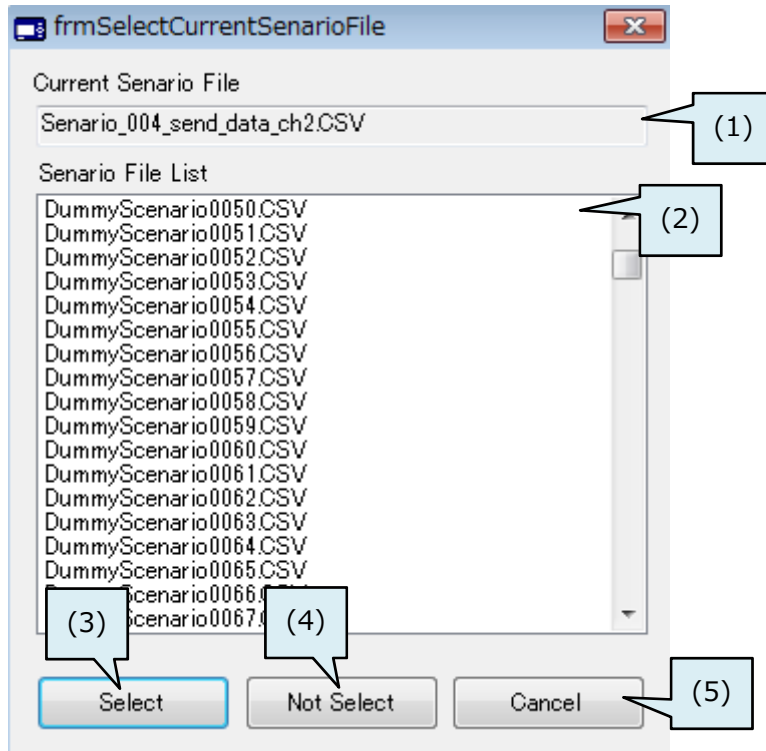 frmSelectCurrentSenarioFile
Current Senario File
Senario_004_send_data_ch2.CSV
(1)
Senario File List
(2)
DummyScenario0050.CSV
DummyScenario0051.CSV
DummyScenario0052.CSV
DummyScenario0053.CSV
DummyScenario0054.CSV
DummyScenario0055.CSV
DummyScenario0056.CSV
DummyScenario0057.CSV
DummyScenario0058.CSV
DummyScenario0059.CSV
DummyScenario0060.CSV
DummyScenario0061.CSV
DummyScenario0062.CSV
DummyScenario0063.CSV
DummyScenario0064.CSV
DummyScenario0065.CSV
Scenario0066.
cenario0067.
(3)
(4)
Select
Not Select
Cancel
(5)